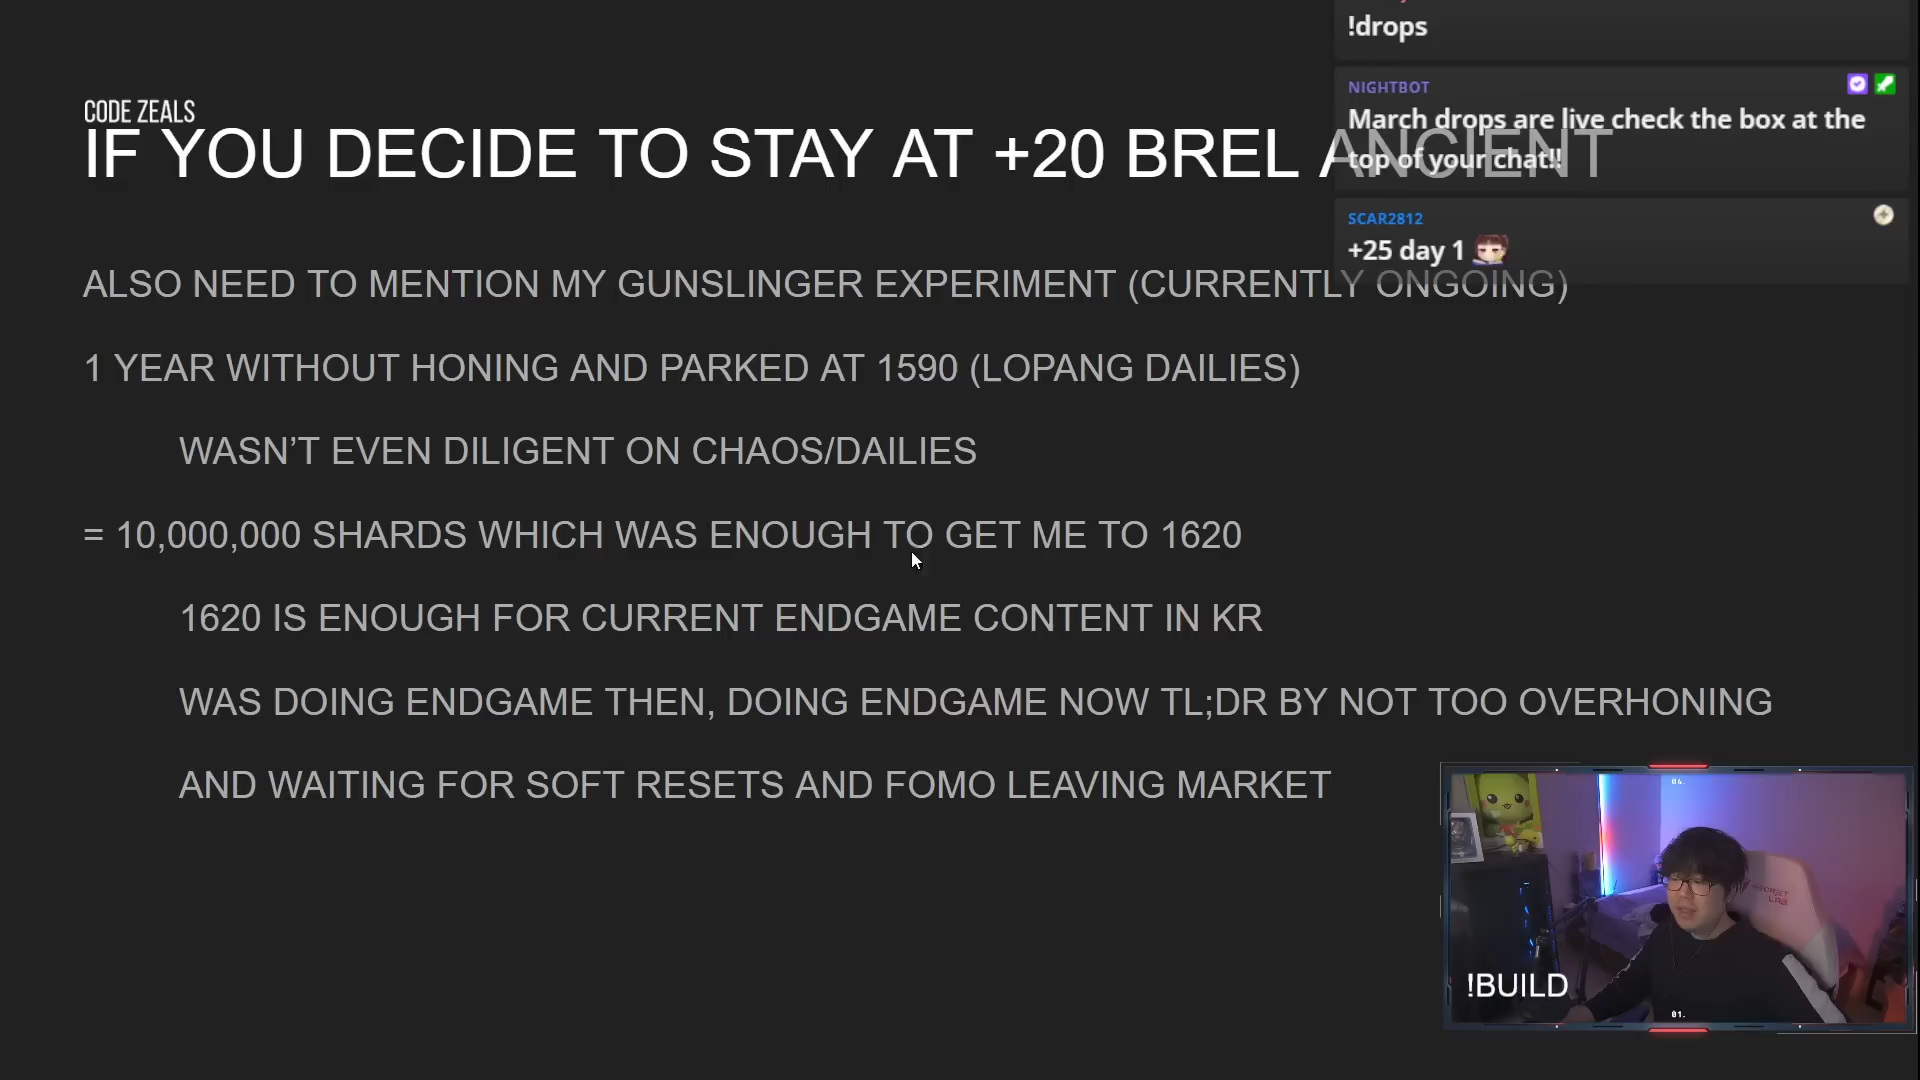 !drops
NIGHTBOT
March drops are live check the box at the
top of your chat!!
SCAR2812
+25 day 1
CODE ZEALS
IF YOU DECIDE TO STAY AT +20 BREL ANCIENT
ALSO NEED TO MENTION MY GUNSLINGER EXPERIMENT (CURRENTLY ONGOING)
1 YEAR WITHOUT HONING AND PARKED AT 1590 (LOPANG DAILIES)
WASN’T EVEN DILIGENT ON CHAOS/DAILIES
= 10,000,000 SHARDS WHICH WAS ENOUGH TO GET ME TO 1620
1620 IS ENOUGH FOR CURRENT ENDGAME CONTENT IN KR
WAS DOING ENDGAME THEN, DOING ENDGAME NOW TL;DR BY NOT TOO OVERHONING
AND WAITING FOR SOFT RESETS AND FOMO LEAVING MARKET
04.
SECRET
LAB
!BUILD
01.